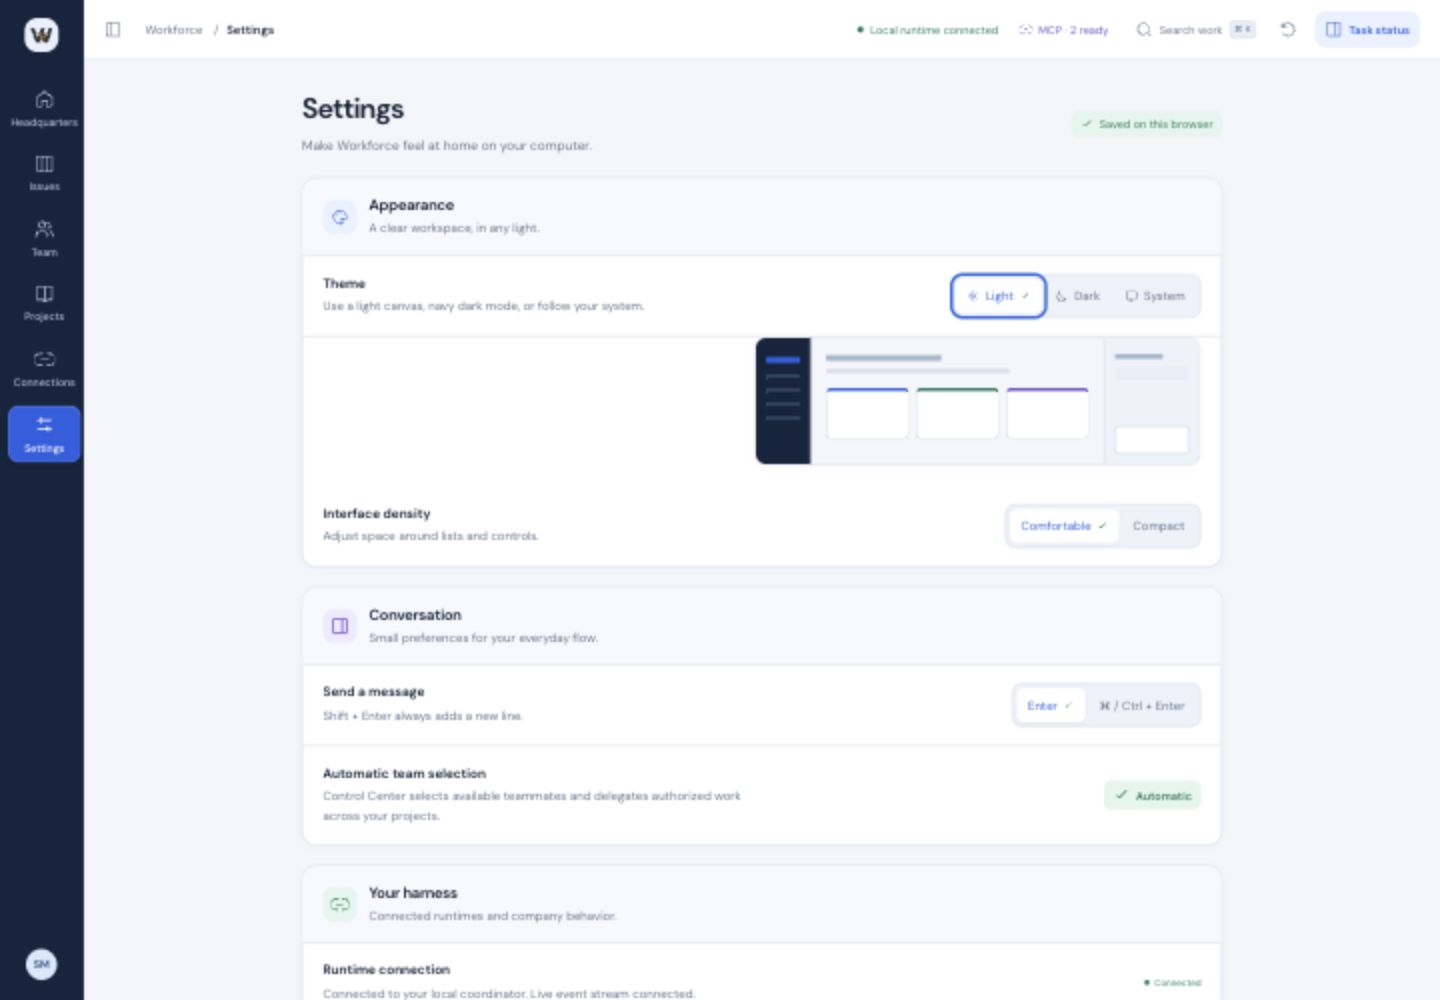 W
Workforce / Settings
Local runtime connected
MCP · 2 ready
Search work ⌘ K
Task status
Headquarters
Issues
Team
Projects
Connections
Settings
SM
Settings
Make Workforce feel at home on your computer.
Saved on this browser
Appearance
A clear workspace, in any light.
Theme
Use a light canvas, navy dark mode, or follow your system.
Light
Dark
System
Interface density
Adjust space around lists and controls.
Comfortable
Compact
Conversation
Small preferences for your everyday flow.
Send a message
Shift + Enter always adds a new line.
Enter
⌘ / Ctrl + Enter
Automatic team selection
Control Center selects available teammates and delegates authorized work
across your projects.
Automatic
Your harness
Connected runtimes and company behavior.
Runtime connection
Connected to your local coordinator. Live event stream connected.
Connected